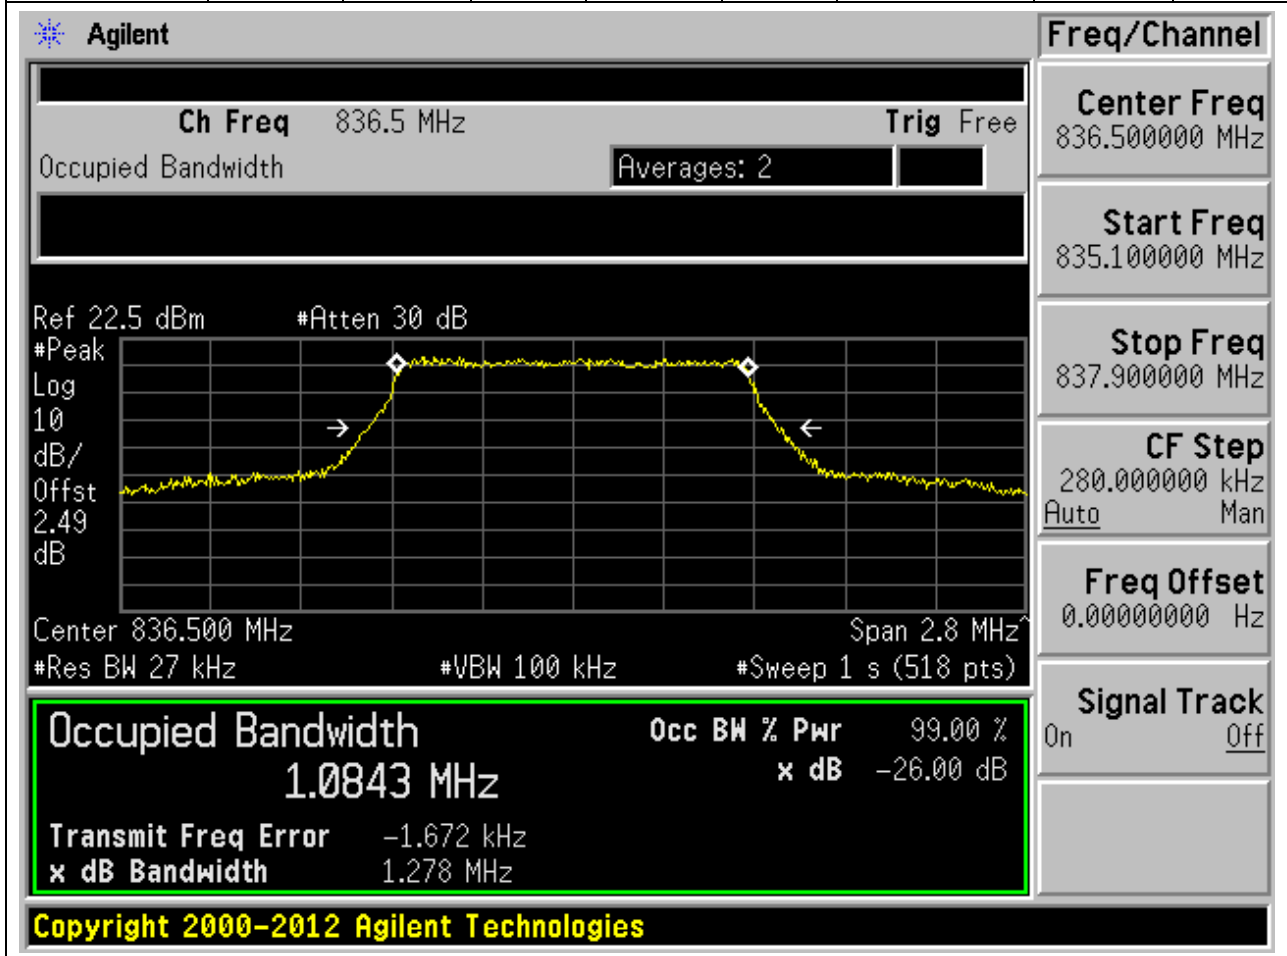 Agilent
Freq/Channel
Ch Freq 836.5 MHz Trig Free
Occupied Bandwidth Averages: 2
Center Freq
836.500000 MHz
Start Freq
835.100000 MHz
Stop Freq
837.900000 MHz
CF Step
280.000000 kHz
Auto Man
Freq Offset
0.00000000 Hz
Signal Track
On Off
Ref 22.5 dBm #Atten 30 dB
#Peak
Log
10
dB/
Offst
2.49
dB
Center 836.500 MHz Span 2.8 MHz^
#Res BW 27 kHz #VBW 100 kHz #Sweep 1 s (518 pts)
Occupied Bandwidth Occ BW % Pwr 99.00 %
1.0843 MHz x dB -26.00 dB
Transmit Freq Error -1.672 kHz
x dB Bandwidth 1.278 MHz
Copyright 2000-2012 Agilent Technologies